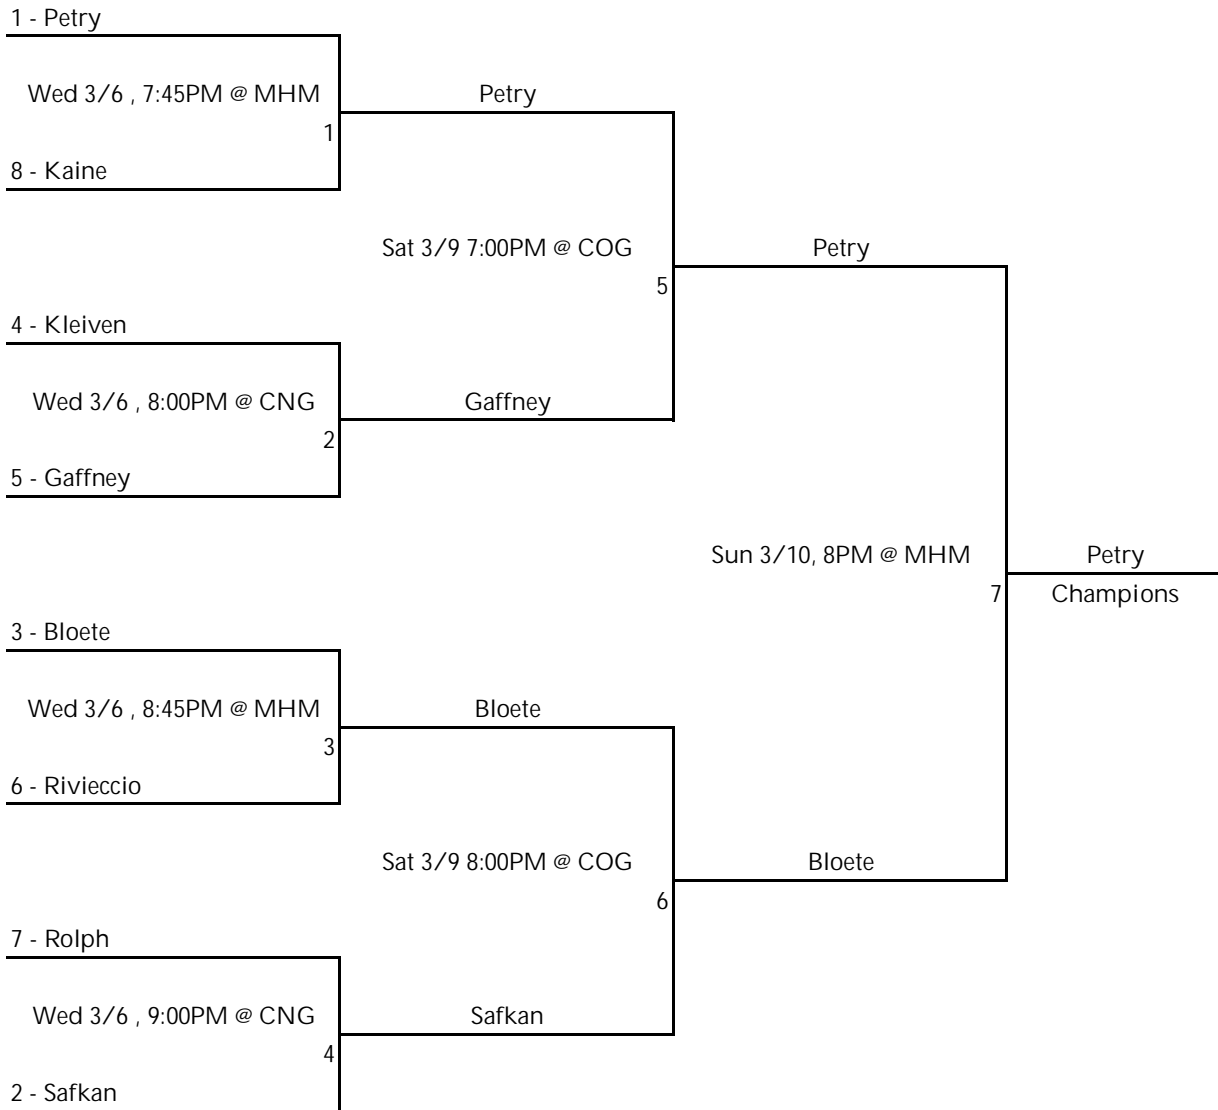 1 - Petry
Wed 3/6 , 7:45PM @ MHM
Petry
1
8 - Kaine
Sat 3/9 7:00PM @ COG
Petry
5
4 - Kleiven
Wed 3/6 , 8:00PM @ CNG
Gaffney
2
5 - Gaffney
Sun 3/10, 8PM @ MHM
Petry
7
Champions
3 - Bloete
Wed 3/6 , 8:45PM @ MHM
Bloete
3
6 - Rivieccio
Sat 3/9 8:00PM @ COG
Bloete
6
7 - Rolph
Wed 3/6 , 9:00PM @ CNG
Safkan
4
2 - Safkan